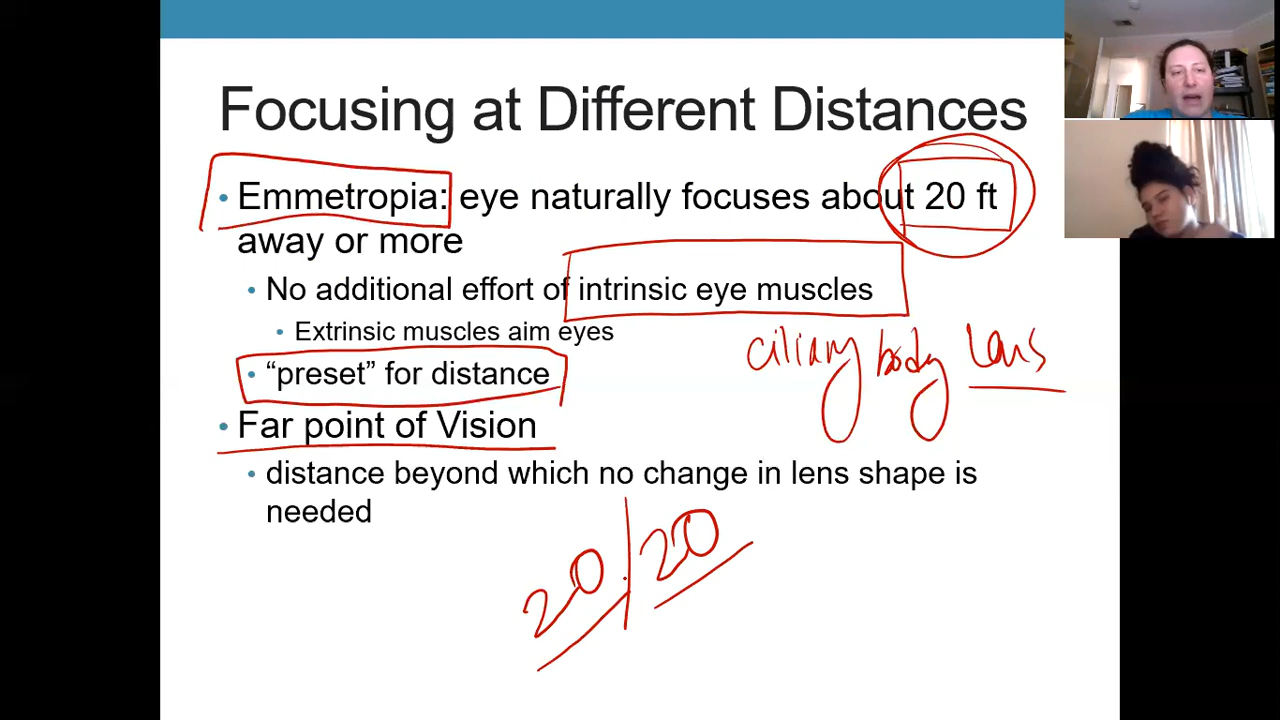 Focusing at Different Distances
• Emmetropia: eye naturally focuses about 20 ft
away or more
• No additional effort of intrinsic eye muscles
• Extrinsic muscles aim eyes
ciliary body lens
• “preset” for distance
• Far point of Vision
• distance beyond which no change in lens shape is
needed
20/20